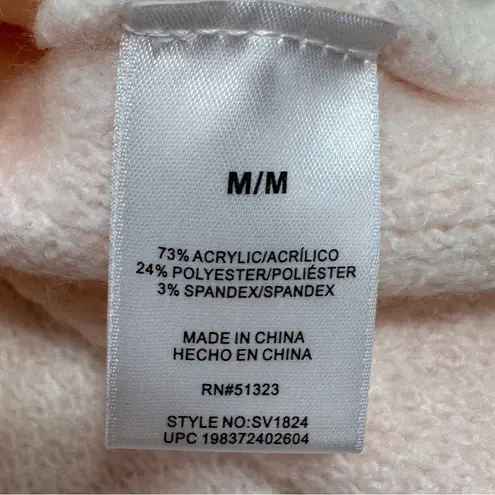 M/M
73% ACRYLIC/ACRÍLICO
24% POLYESTER/POLIÉSTER
3% SPANDEX/SPANDEX
MADE IN CHINA
HECHO EN CHINA
RN#51323
STYLE NO:SV1824
UPC 198372402604